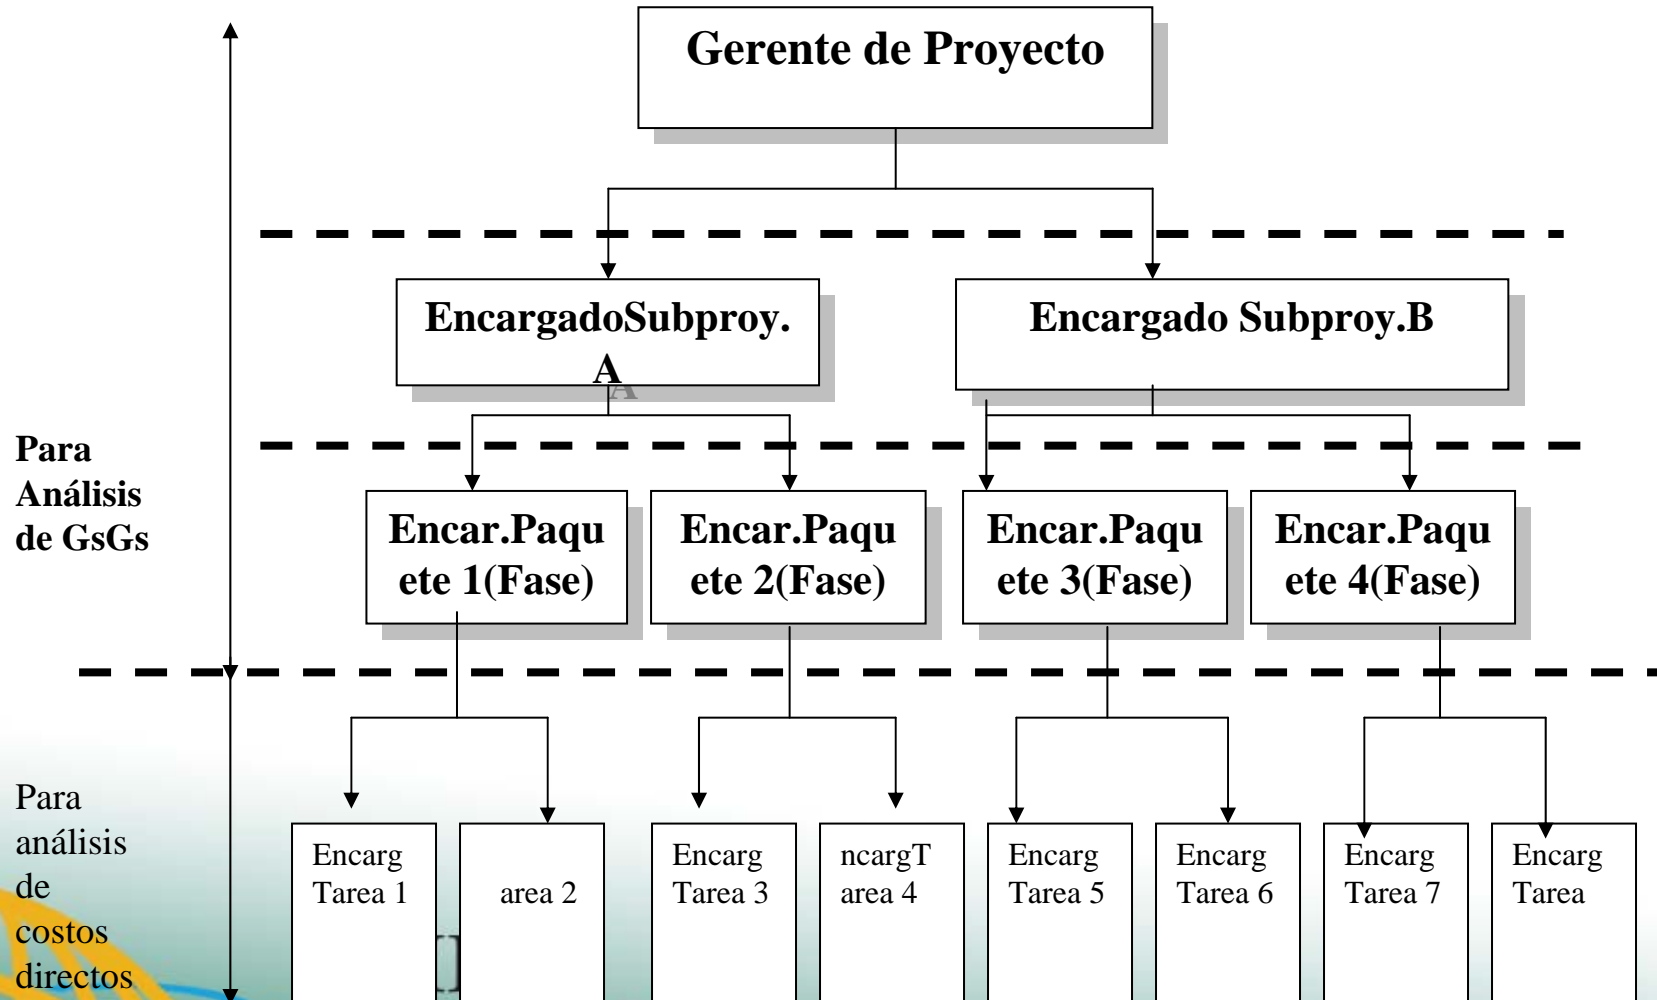 Gerente de Proyecto
EncargadoSubproy.
A
Encargado Subproy.B
Para
Análisis
de GsGs
Encar.Paqu
ete 1(Fase)
Encar.Paqu
ete 2(Fase)
Encar.Paqu
ete 3(Fase)
Encar.Paqu
ete 4(Fase)
Para
análisis
de
costos
directos
Encarg
Tarea 1
area 2
Encarg
Tarea 3
ncargT
area 4
Encarg
Tarea 5
Encarg
Tarea 6
Encarg
Tarea 7
Encarg
Tarea